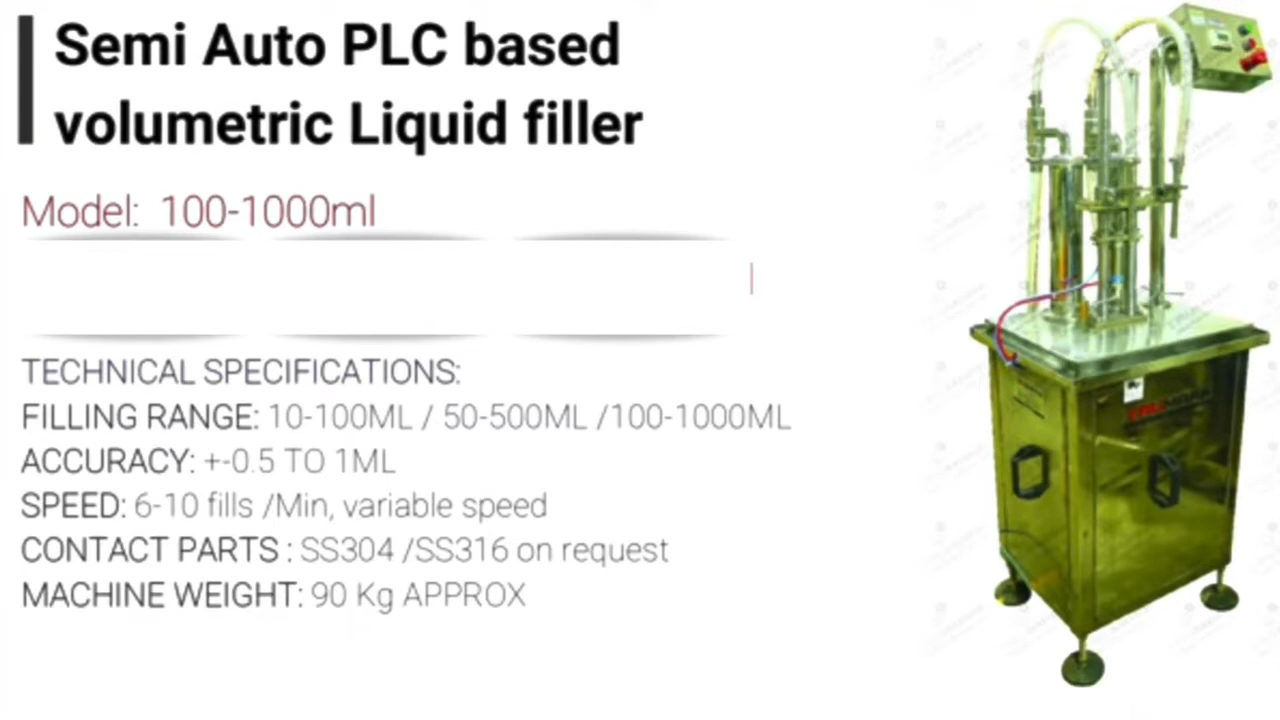 Semi Auto PLC based
volumetric Liquid filler
Model: 100-1000ml
TECHNICAL SPECIFICATIONS:
FILLING RANGE: 10-100ML / 50-500ML /100-1000ML
ACCURACY: +-0.5 TO 1ML
SPEED: 6-10 fills /Min, variable speed
CONTACT PARTS : SS304 /SS316 on request
MACHINE WEIGHT: 90 Kg APPROX